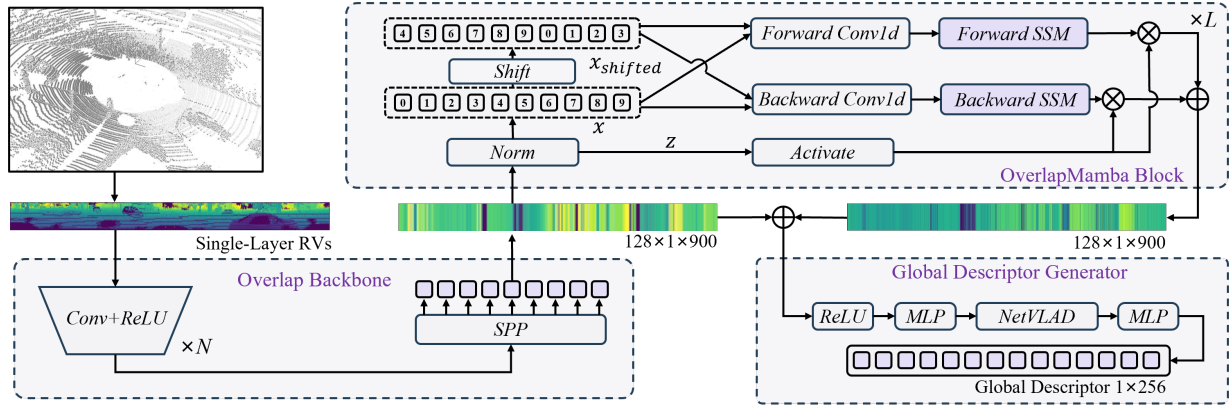 4 5 6 7 8 9 0 1 2 3
Shift
x_shifted
0 1 2 3 4 5 6 7 8 9
x
Norm
z
Activate
Forward Conv1d
Forward SSM
×L
Backward Conv1d
Backward SSM
OverlapMamba Block
Single-Layer RVs
128×1×900
128×1×900
Overlap Backbone
Conv+ReLU
×N
SPP
Global Descriptor Generator
ReLU
MLP
NetVLAD
MLP
Global Descriptor 1×256